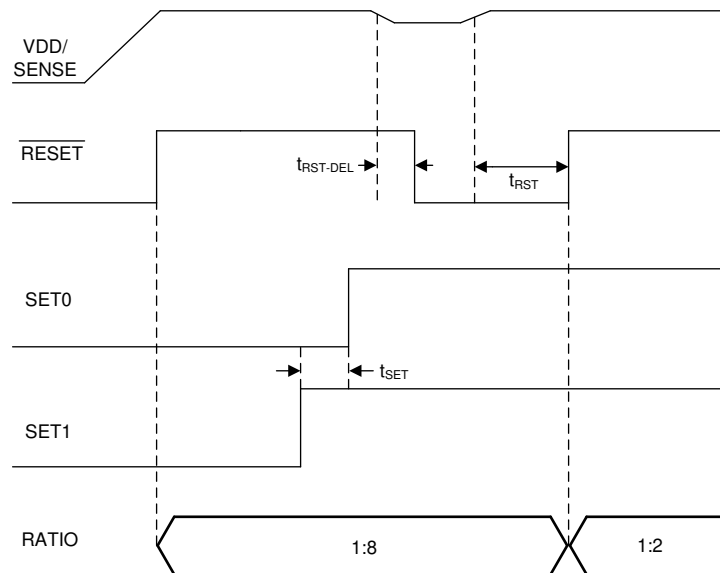 VDD/
SENSE
RESET
tRST-DEL
tRST
SET0
tSET
SET1
RATIO
1:8
1:2